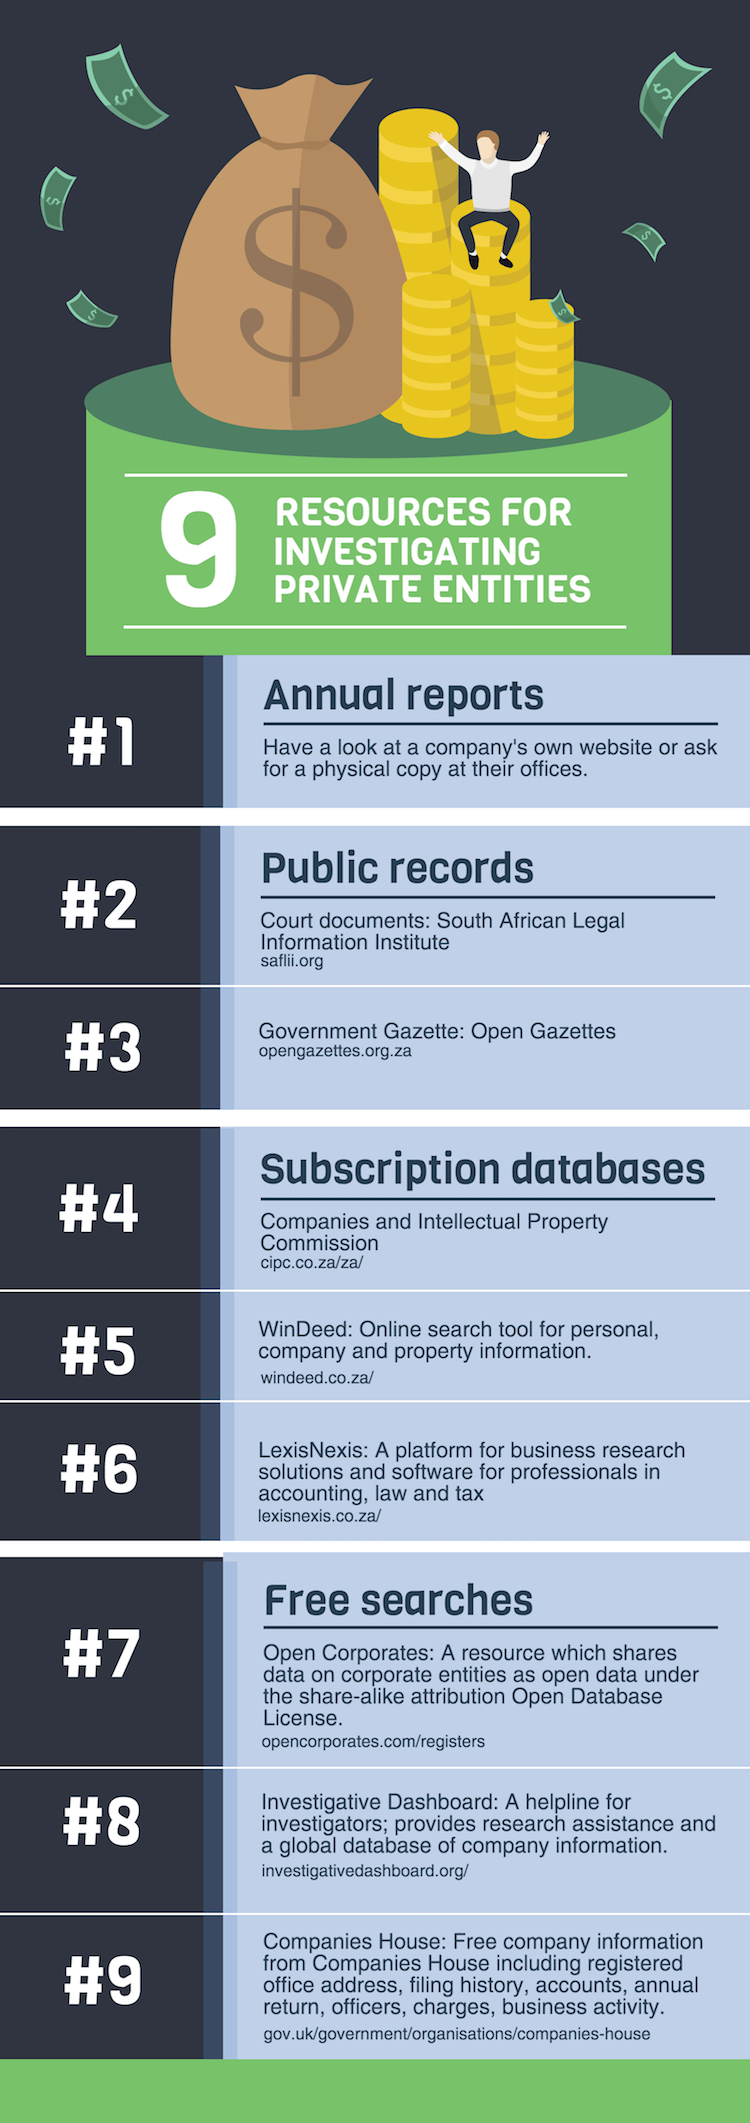 $
$
$
$
$
$
$
$
9
RESOURCES FOR
INVESTIGATING
PRIVATE ENTITIES
#1
Annual reports
Have a look at a company's own website or ask
for a physical copy at their offices.
#2
Public records
Court documents: South African Legal
Information Institute
saflii.org
#3
Government Gazette: Open Gazettes
opengazettes.org.za
#4
Subscription databases
Companies and Intellectual Property
Commission
cipc.co.za/za/
#5
WinDeed: Online search tool for personal,
company and property information.
windeed.co.za/
#6
LexisNexis: A platform for business research
solutions and software for professionals in
accounting, law and tax
lexisnexis.co.za/
#7
Free searches
Open Corporates: A resource which shares
data on corporate entities as open data under
the share-alike attribution Open Database
License.
opencorporates.com/registers
#8
Investigative Dashboard: A helpline for
investigators; provides research assistance and
a global database of company information.
investigativedashboard.org/
#9
Companies House: Free company information
from Companies House including registered
office address, filing history, accounts, annual
return, officers, charges, business activity.
gov.uk/government/organisations/companies-house